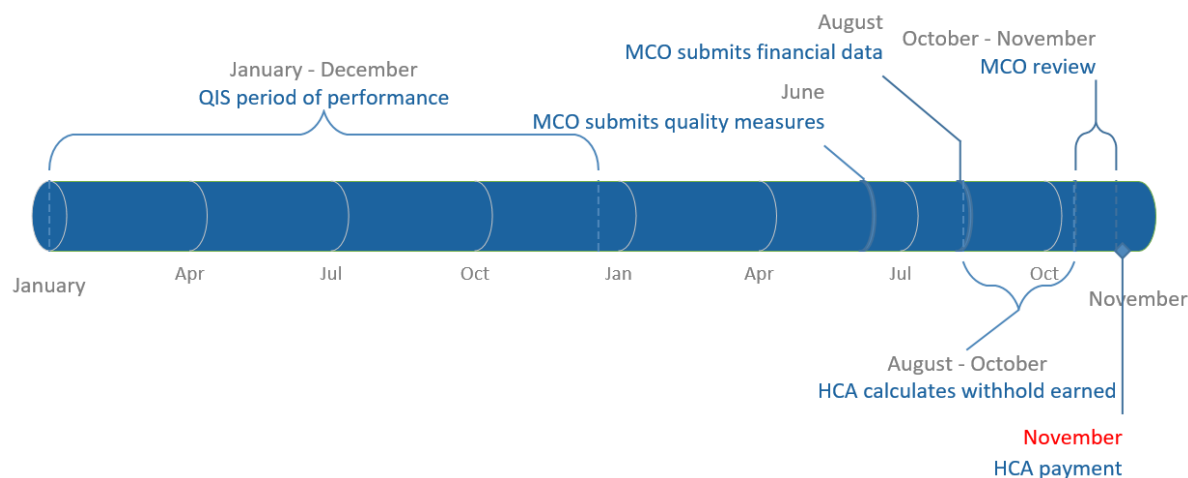 August
MCO submits financial data
October - November
MCO review
January - December
QIS period of performance
June
MCO submits quality measures
Apr
Jul
Oct
Jan
Apr
Jul
Oct
January
November
August - October
HCA calculates withhold earned
November
HCA payment